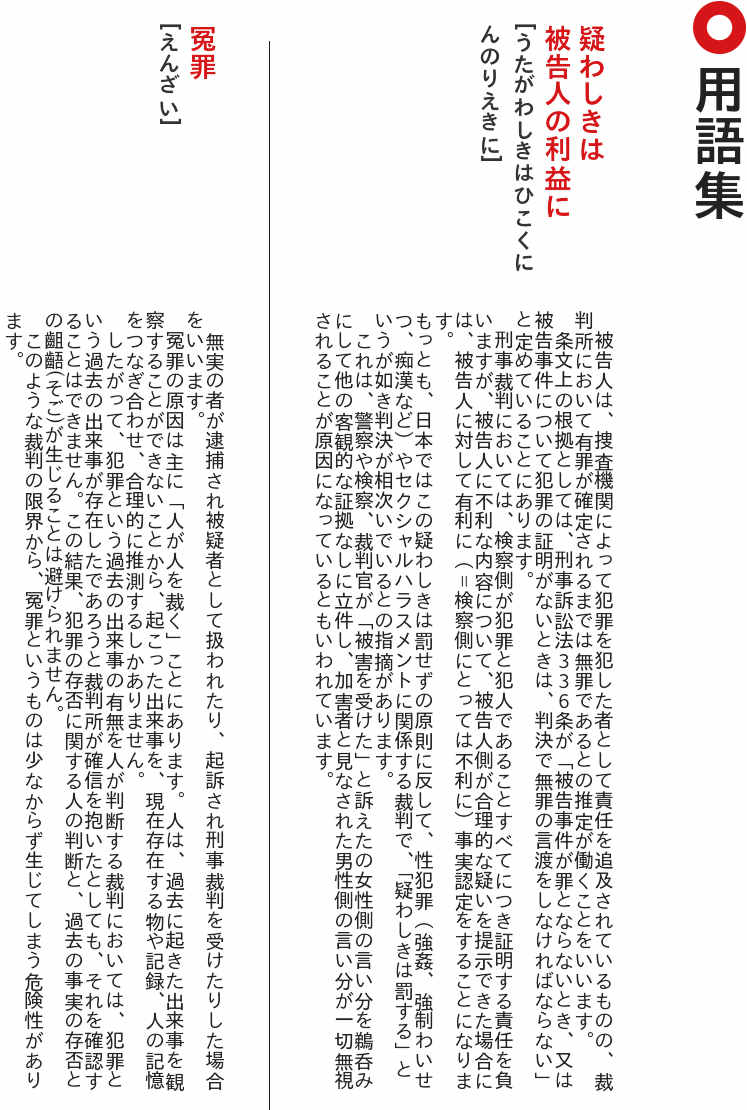 用語集
疑わしきは
被告人の利益に
[うたがわしきはひこくに
んのりえきに]
被告人は、捜査機関によって犯罪を犯した者として責任を追及されているものの、裁
判所において有罪が確定されるまでは無罪であるとの推定が働くことをいいます。
条文上の根拠としては、刑事訴訟法336条が「被告事件が罪とならないとき、又は
被告事件について犯罪の証明がないときは、判決で無罪の言渡をしなければならない」
と定めていることにあります。
刑事裁判においては、検察側が犯罪と犯人であることすべてにつき証明する責任を負
いますが、被告人に不利な内容について、被告人側が合理的な疑いを提示できた場合に
は、被告人に対して有利に(=検察側にとっては不利に)事実認定をすることになりま
す。
もっとも、日本ではこの疑わしきは罰せずの原則に反して、性犯罪(強姦、強制わいせ
つ、痴漢など)やセクシャルハラスメントに関係する裁判で、「疑わしきは罰する」と
いうが如き判決が相次いでいるとの指摘があります。
これは、警察や検察、裁判官が「被害を受けた」と訴えたの女性側の言い分を鵜呑み
にして他の客観的な証拠なしに立件し、加害者と見なされた男性側の言い分が一切無視
されることが原因になっているともいわれています。
冤罪
[えんざい]
無実の者が逮捕され被疑者として扱われたり、起訴され刑事裁判を受けたりした場合
をいいます。
冤罪の原因は主に「人が人を裁く」ことにあります。人は、過去に起きた出来事を観
察することができないことから、起こった出来事を、現在存在する物や記録、人の記憶
をつなぎ合わせ、合理的に推測するしかありません。
したがって、犯罪という過去の出来事の有無を人が判断する裁判においては、犯罪と
いう過去の出来事が存在したであろうと裁判所が確信を抱いたとしても、それを確認す
ることはできません。この結果、犯罪の存否に関する人の判断と、過去の事実の存否と
の齟齬(そご)が生じることは避けられません。
このような裁判の限界から、冤罪というものは少なからず生じてしまう危険性があり
ます。